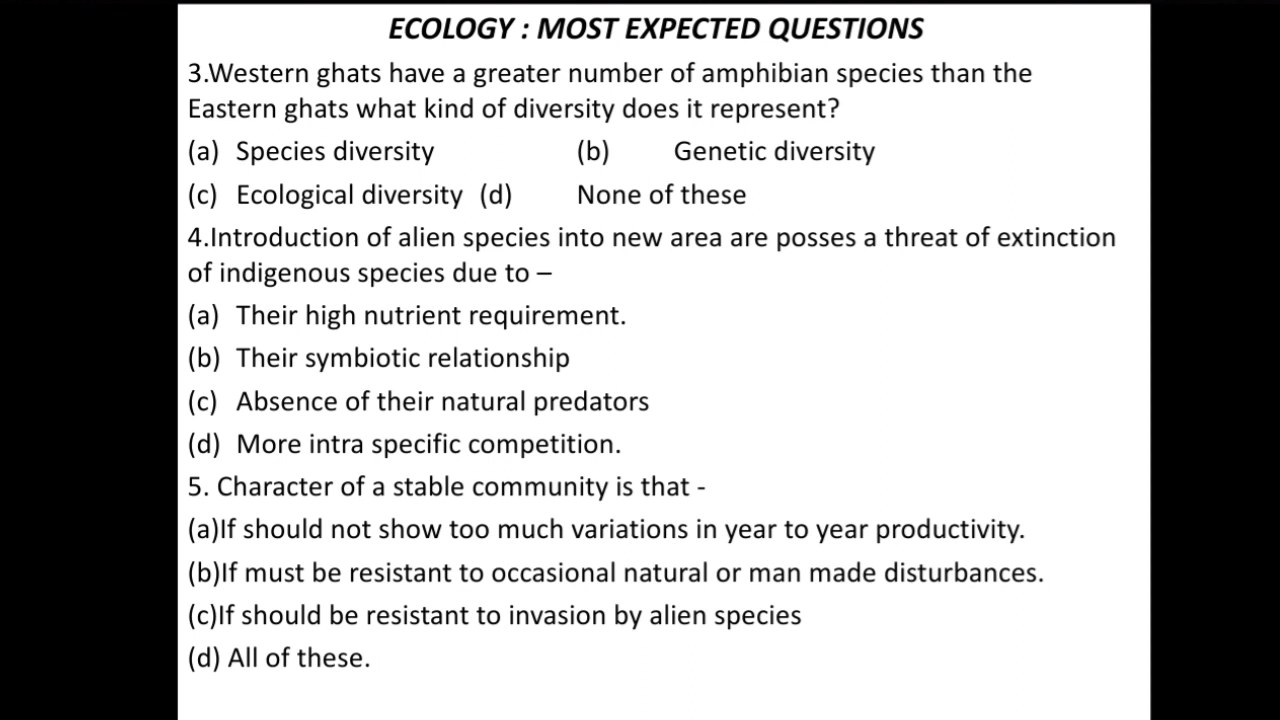 ECOLOGY : MOST EXPECTED QUESTIONS
3.Western ghats have a greater number of amphibian species than the
Eastern ghats what kind of diversity does it represent?
(a) Species diversity (b) Genetic diversity
(c) Ecological diversity (d) None of these
4.Introduction of alien species into new area are posses a threat of extinction
of indigenous species due to –
(a) Their high nutrient requirement.
(b) Their symbiotic relationship
(c) Absence of their natural predators
(d) More intra specific competition.
5. Character of a stable community is that -
(a)If should not show too much variations in year to year productivity.
(b)If must be resistant to occasional natural or man made disturbances.
(c)If should be resistant to invasion by alien species
(d) All of these.